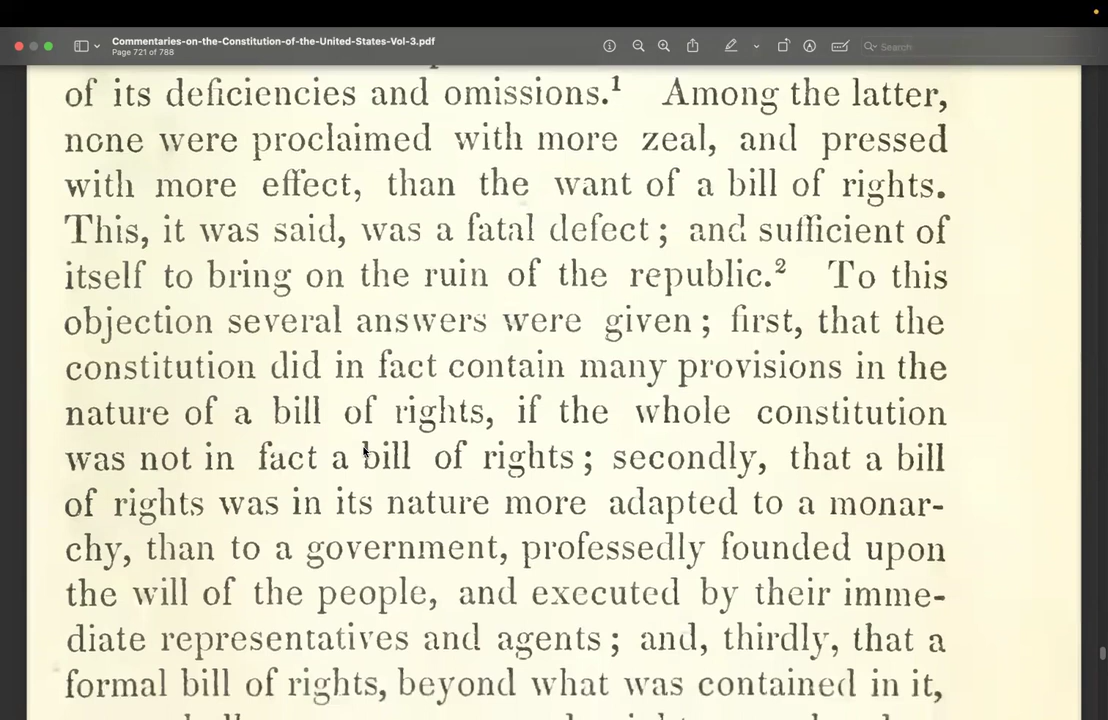 Commentaries-on-the-Constitution-of-the-United-States-Vol-3.pdf
Page 721 of 788
Search
of its deficiencies and omissions.¹ Among the latter,
none were proclaimed with more zeal, and pressed
with more effect, than the want of a bill of rights.
This, it was said, was a fatal defect; and sufficient of
itself to bring on the ruin of the republic.² To this
objection several answers were given; first, that the
constitution did in fact contain many provisions in the
nature of a bill of rights, if the whole constitution
was not in fact a bill of rights; secondly, that a bill
of rights was in its nature more adapted to a monar-
chy, than to a government, professedly founded upon
the will of the people, and executed by their imme-
diate representatives and agents; and, thirdly, that a
formal bill of rights, beyond what was contained in it,